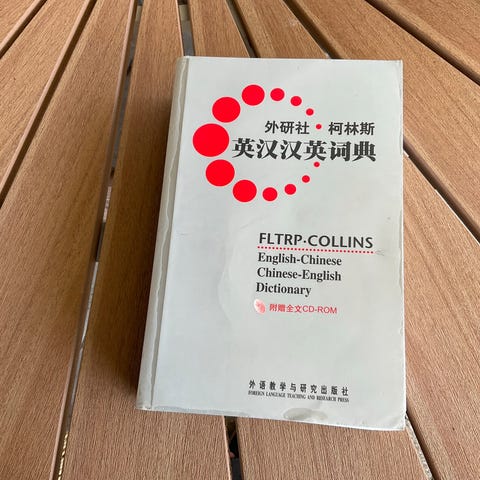 外研社·柯林斯
英汉汉英词典
FLTRP·COLLINS
English-Chinese
Chinese-English
Dictionary
附赠全文CD-ROM
外语教学与研究出版社
FOREIGN LANGUAGE TEACHING AND RESEARCH PRESS